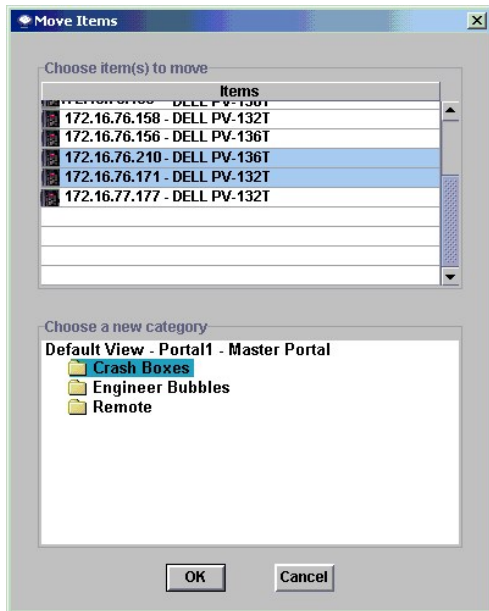 Move Items
Choose item(s) to move
Items
172.16.76.158 - DELL PV-132T
172.16.76.156 - DELL PV-136T
172.16.76.210 - DELL PV-136T
172.16.76.171 - DELL PV-132T
172.16.77.177 - DELL PV-132T
Choose a new category
Default View - Portal1 - Master Portal
Crash Boxes
Engineer Bubbles
Remote
OK Cancel